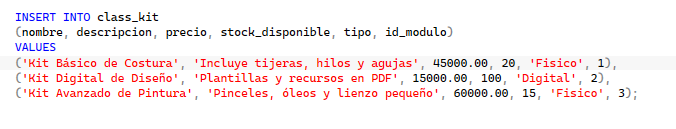 INSERT INTO class_kit
(nombre, descripcion, precio, stock_disponible, tipo, id_modulo)
VALUES
('Kit Básico de Costura', 'Incluye tijeras, hilos y agujas', 45000.00, 20, 'Fisico', 1),
('Kit Digital de Diseño', 'Plantillas y recursos en PDF', 15000.00, 100, 'Digital', 2),
('Kit Avanzado de Pintura', 'Pinceles, óleos y lienzo pequeño', 60000.00, 15, 'Fisico', 3);